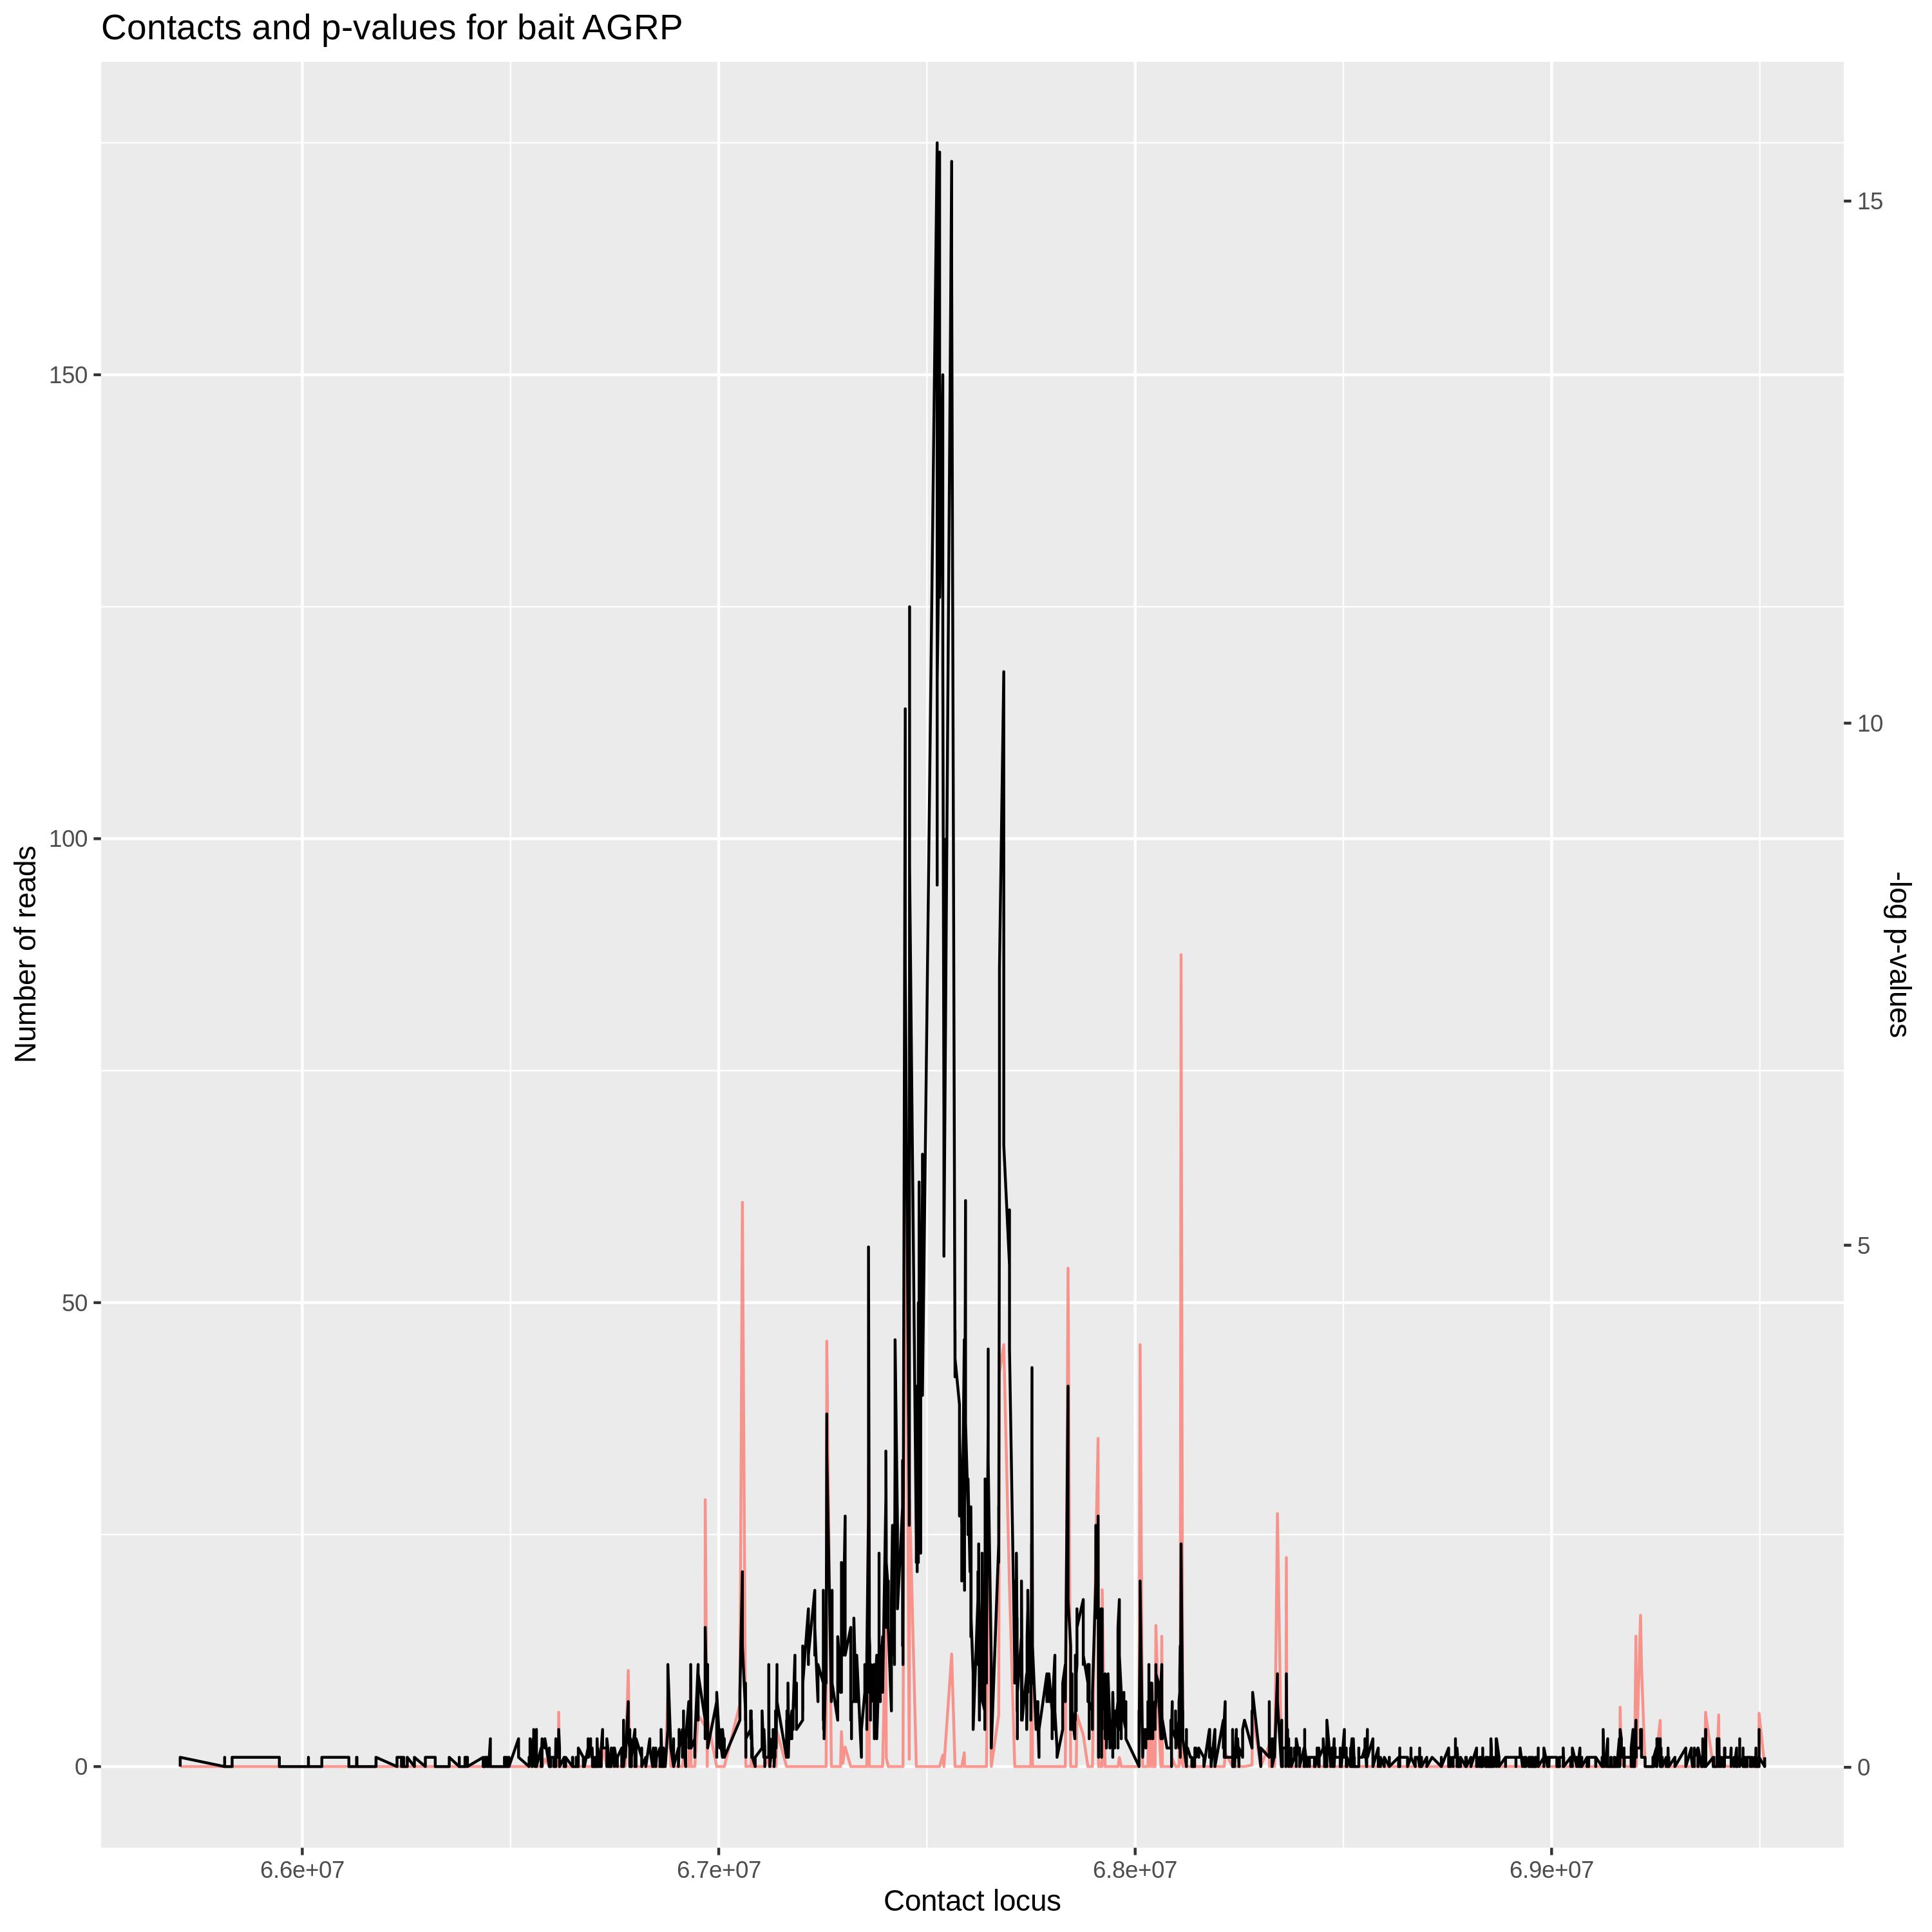 Contacts and p-values for bait AGRP
150
100
50
0
Number of reads
15
10
5
0
-log p-values
6.6e+07
6.7e+07
6.8e+07
6.9e+07
Contact locus